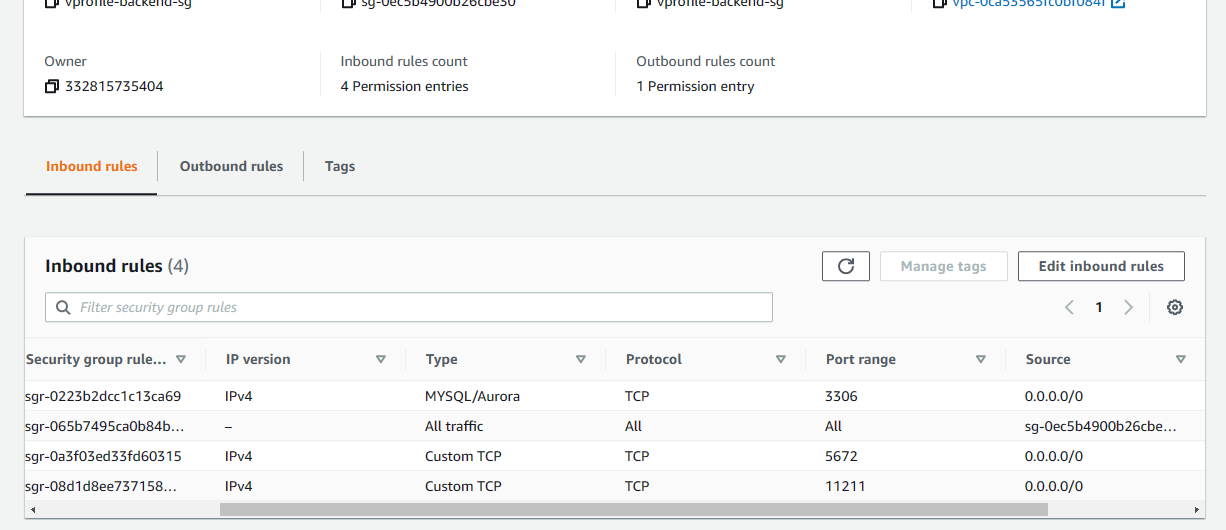 vprofile-backend-sg sg-0ec5b4900b26cbe30 vprofile-backend-sg vpc-0ca53565fc0bf084f
Owner Inbound rules count Outbound rules count
332815735404 4 Permission entries 1 Permission entry
Inbound rules Outbound rules Tags
Inbound rules (4) Manage tags Edit inbound rules
Filter security group rules 1
Security group rule... IP version Type Protocol Port range Source
sgr-0223b2dcc1c13ca69 IPv4 MYSQL/Aurora TCP 3306 0.0.0.0/0
sgr-065b7495ca0b84b... – All traffic All All sg-0ec5b4900b26cbe...
sgr-0a3f03ed33fd60315 IPv4 Custom TCP TCP 5672 0.0.0.0/0
sgr-08d1d8ee737158... IPv4 Custom TCP TCP 11211 0.0.0.0/0